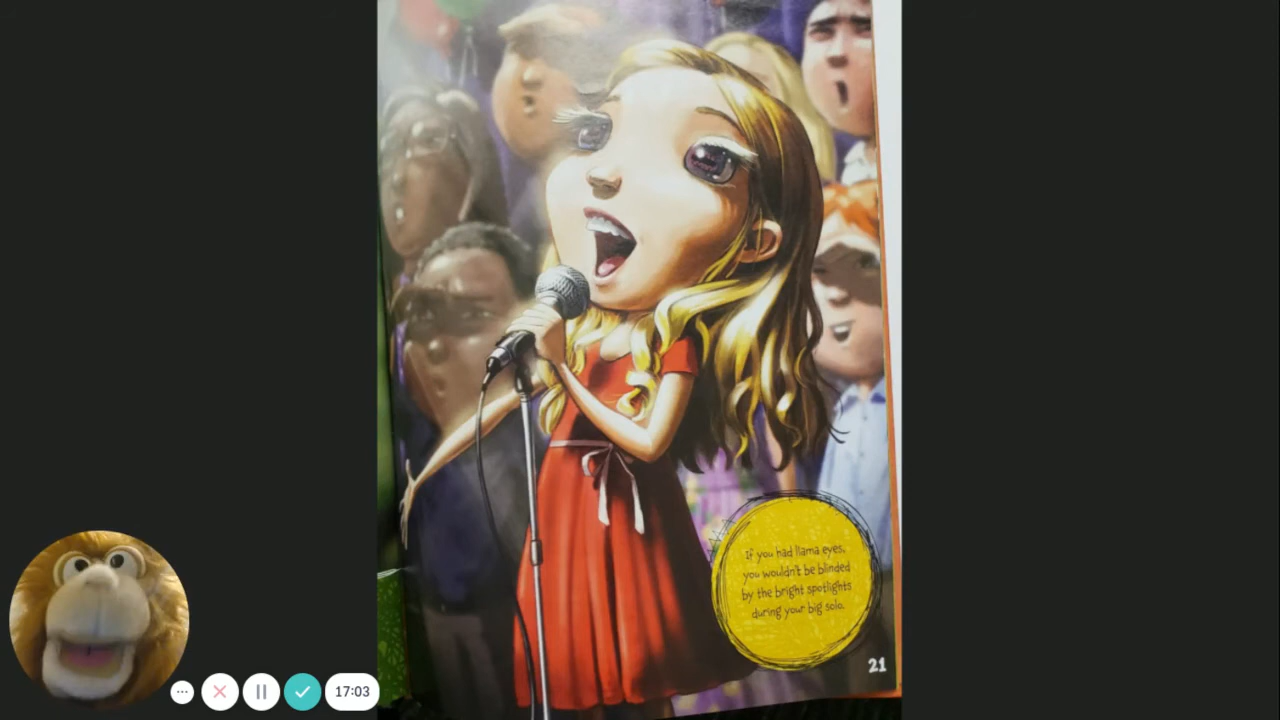 If you had llama eyes,
you wouldn't be blinded
by the bright spotlights
during your big solo.
21
17:03